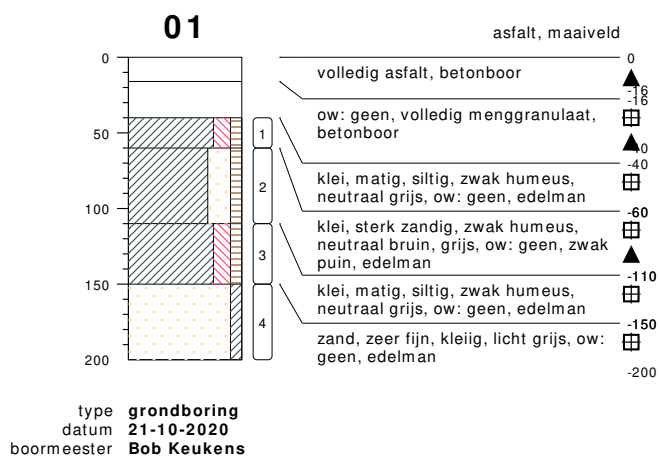 01
asfalt, maaiveld
0
50
100
150
200
1
2
3
4
0
volledig asfalt, betonboor
-16
-16
ow: geen, volledig menggranulaat,
betonboor
-40
klei, matig, siltig, zwak humeus,
neutraal grijs, ow: geen, edelman
-60
klei, sterk zandig, zwak humeus,
neutraal bruin, grijs, ow: geen, zwak
puin, edelman
-110
klei, matig, siltig, zwak humeus,
neutraal grijs, ow: geen, edelman
-150
zand, zeer fijn, kleiig, licht grijs, ow:
geen, edelman
-200
type grondboring
datum 21-10-2020
boormeester Bob Keukens